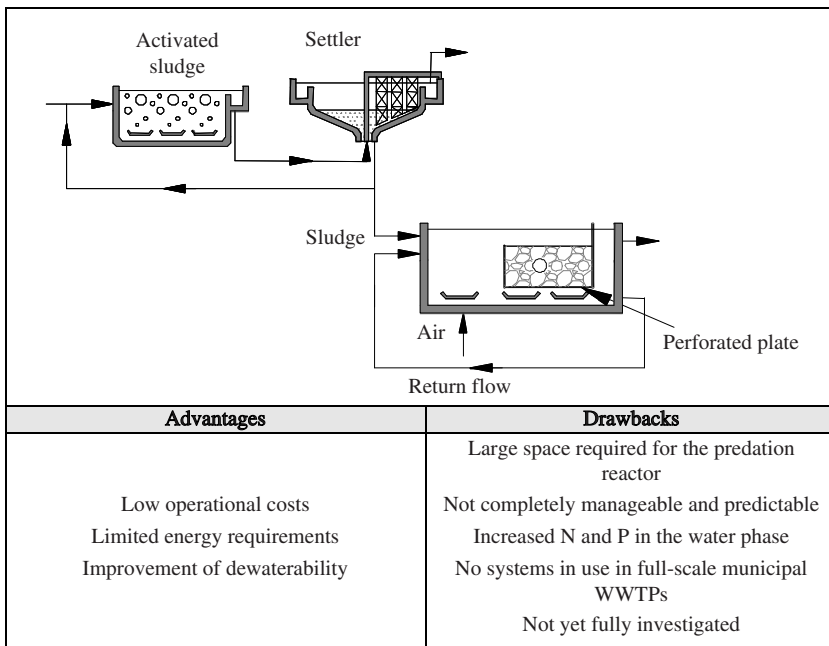 Activated
sludge
Settler
Sludge
Air
Perforated plate
Return flow
Advantages
Drawbacks
Low operational costs
Limited energy requirements
Improvement of dewaterability
Large space required for the predation
reactor
Not completely manageable and predictable
Increased N and P in the water phase
No systems in use in full-scale municipal
WWTPs
Not yet fully investigated